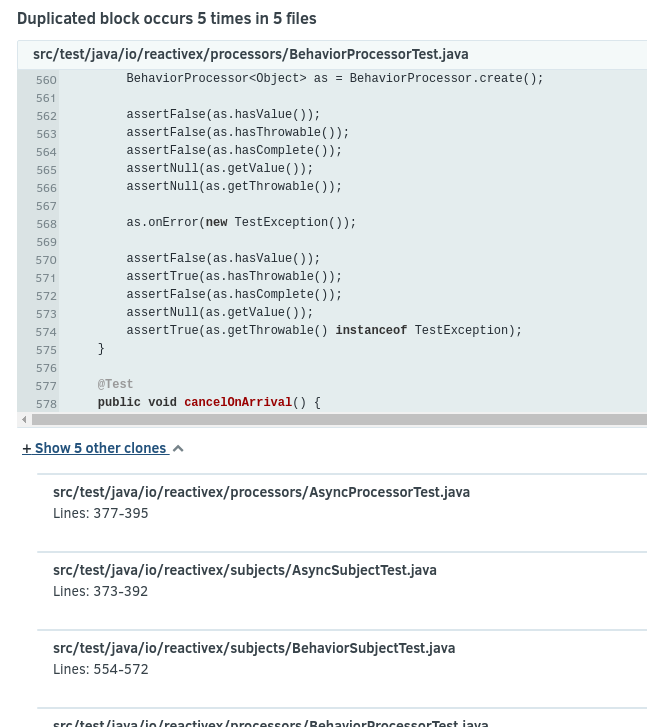 Duplicated block occurs 5 times in 5 files
src/test/java/io/reactivex/processors/BehaviorProcessorTest.java
560 BehaviorProcessor<Object> as = BehaviorProcessor.create();
561
562 assertFalse(as.hasValue());
563 assertFalse(as.hasThrowable());
564 assertFalse(as.hasComplete());
565 assertNull(as.getValue());
566 assertNull(as.getThrowable());
567
568 as.onError(new TestException());
569
570 assertFalse(as.hasValue());
571 assertTrue(as.hasThrowable());
572 assertFalse(as.hasComplete());
573 assertNull(as.getValue());
574 assertTrue(as.getThrowable() instanceof TestException);
575 }
576
577 @Test
578 public void cancelOnArrival() {
+ Show 5 other clones
src/test/java/io/reactivex/processors/AsyncProcessorTest.java
Lines: 377-395
src/test/java/io/reactivex/subjects/AsyncSubjectTest.java
Lines: 373-392
src/test/java/io/reactivex/subjects/BehaviorSubjectTest.java
Lines: 554-572
src/test/java/io/reactivex/processors/BehaviorProcessorTest.java